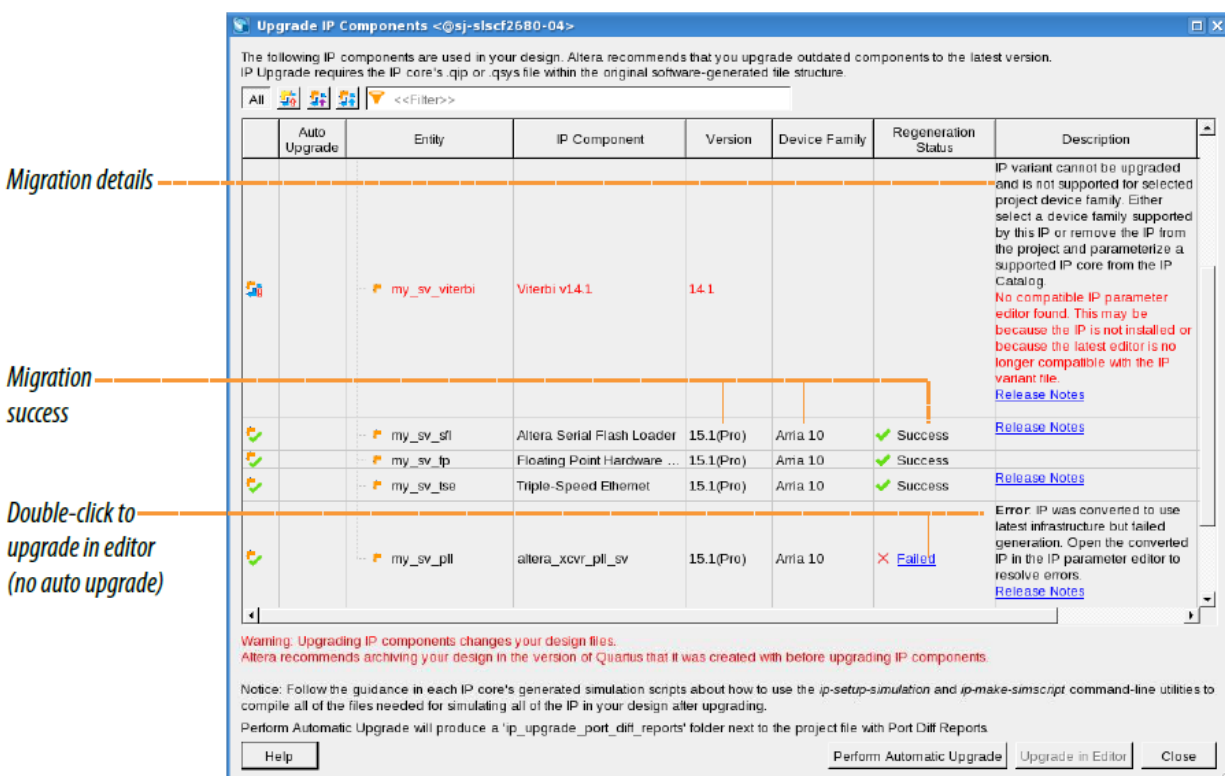 Upgrade IP Components <@sj-slscf2680-04>
The following IP components are used in your design. Altera recommends that you upgrade outdated components to the latest version.
IP Upgrade requires the IP core's .qip or .qsys file within the original software-generated file structure.
All <<Filter>>
Auto Upgrade Entity IP Component Version Device Family Regeneration Status Description
Migration details
IP variant cannot be upgraded
and is not supported for selected
project device family. Either
select a device family supported
by this IP or remove the IP from
the project and parameterize a
supported IP core from the IP
Catalog.
my_sv_viterbi Viterbi v14.1 14.1
No compatible IP parameter
editor found. This may be
because the IP is not installed or
because the latest editor is no
longer compatible with the IP
variant file.
Release Notes
Migration
success
my_sv_sfl Altera Serial Flash Loader 15.1(Pro) Arria 10 Success Release Notes
my_sv_fp Floating Point Hardware ... 15.1(Pro) Arria 10 Success
my_sv_tse Triple-Speed Ethernet 15.1(Pro) Arria 10 Success Release Notes
Double-click to
upgrade in editor
(no auto upgrade)
my_sv_pll altera_xcvr_pll_sv 15.1(Pro) Arria 10 Failed
Error: IP was converted to use
latest infrastructure but failed
generation. Open the converted
IP in the IP parameter editor to
resolve errors.
Release Notes
Warning: Upgrading IP components changes your design files.
Altera recommends archiving your design in the version of Quartus that it was created with before upgrading IP components.
Notice: Follow the guidance in each IP core's generated simulation scripts about how to use the ip-setup-simulation and ip-make-simscript command-line utilities to
compile all of the files needed for simulating all of the IP in your design after upgrading.
Perform Automatic Upgrade will produce a 'ip_upgrade_port_diff_reports' folder next to the project file with Port Diff Reports.
Help Perform Automatic Upgrade Upgrade in Editor Close